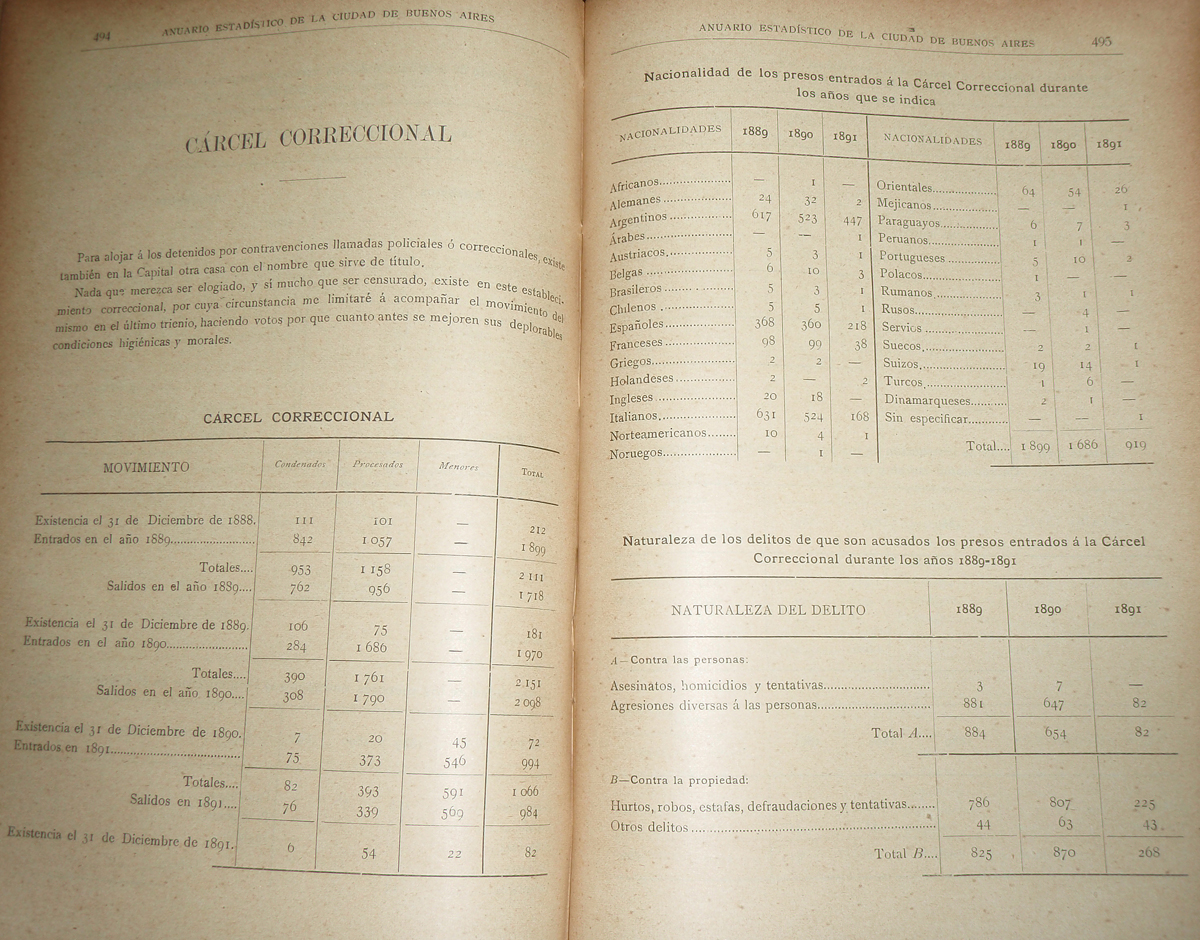 494 ANUARIO ESTADÍSTICO DE LA CIUDAD DE BUENOS AIRES
CÁRCEL CORRECCIONAL
Para alojar á los detenidos por contravenciones llamadas policiales ó correccionales, existe
también en la Capital otra casa con el nombre que sirve de título.
Nada que merezca ser elogiado, y sí mucho que ser censurado, existe en este estableci-
miento correccional, por cuya circunstancia me limitaré á acompañar el movimiento del
mismo en el último trienio, haciendo votos por que cuanto antes se mejoren sus deplorables
condiciones higiénicas y morales.
CÁRCEL CORRECCIONAL
MOVIMIENTO Condenados Procesados Menores TOTAL
Existencia el 31 de Diciembre de 1888. 111 101 — 212
Entrados en el año 1889.......... 842 1 057 — 1 899
Totales.... 953 1 158 — 2 111
Salidos en el año 1889.... 762 956 — 1 718
Existencia el 31 de Diciembre de 1889. 106 75 — 181
Entrados en el año 1890.......... 284 1 686 — 1 970
Totales.... 390 1 761 — 2 151
Salidos en el año 1890.... 308 1 790 — 2 098
Existencia el 31 de Diciembre de 1890. 7 20 45 72
Entrados en 1891.......... 75 373 546 994
Totales.... 82 393 591 1 066
Salidos en 1891.... 76 339 569 984
Existencia el 31 de Diciembre de 1891. 6 54 22 82
ANUARIO ESTADÍSTICO DE LA CIUDAD DE BUENOS AIRES 495
Nacionalidad de los presos entrados á la Cárcel Correccional durante
los años que se indica
NACIONALIDADES 1889 1890 1891 NACIONALIDADES 1889 1890 1891
Africanos.......... — 1 — Orientales.......... 64 54 26
Alemanes.......... 24 32 2 Mejicanos.......... — — 1
Argentinos.......... 617 523 447 Paraguayos.......... 6 7 3
Árabes.......... — — 1 Peruanos.......... 1 1 —
Austriacos.......... 5 3 1 Portugueses.......... 5 10
Belgas.......... 6 10 3 Polacos.......... 1 — —
Brasileros.......... 5 3 1 Rumanos.......... 3 1 1
Chilenos.......... 5 5 1 Rusos.......... — 4 —
Españoles.......... 368 360 218 Servios.......... — 1 —
Franceses.......... 98 99 38 Suecos.......... 2 2 1
Griegos.......... 2 2 — Suizos.......... 19 14 1
Holandeses.......... 2 — 2 Turcos.......... 1 6 —
Ingleses.......... 20 18 — Dinamarqueses.......... 2 1 —
Italianos.......... 631 524 168 Sin especificar.......... — — 1
Norteamericanos........ 10 4 1 Total.... 1 899 1 686 919
Noruegos.......... — 1 —
Naturaleza de los delitos de que son acusados los presos entrados á la Cárcel
Correccional durante los años 1889-1891
NATURALEZA DEL DELITO 1889 1890 1891
A—Contra las personas:
Asesinatos, homicidios y tentativas.......... 3 7 —
Agresiones diversas á las personas.......... 881 647 82
Total A.... 884 654 82
B—Contra la propiedad:
Hurtos, robos, estafas, defraudaciones y tentativas....... 786 807 225
Otros delitos.......... 44 63 43
Total B.... 825 870 268